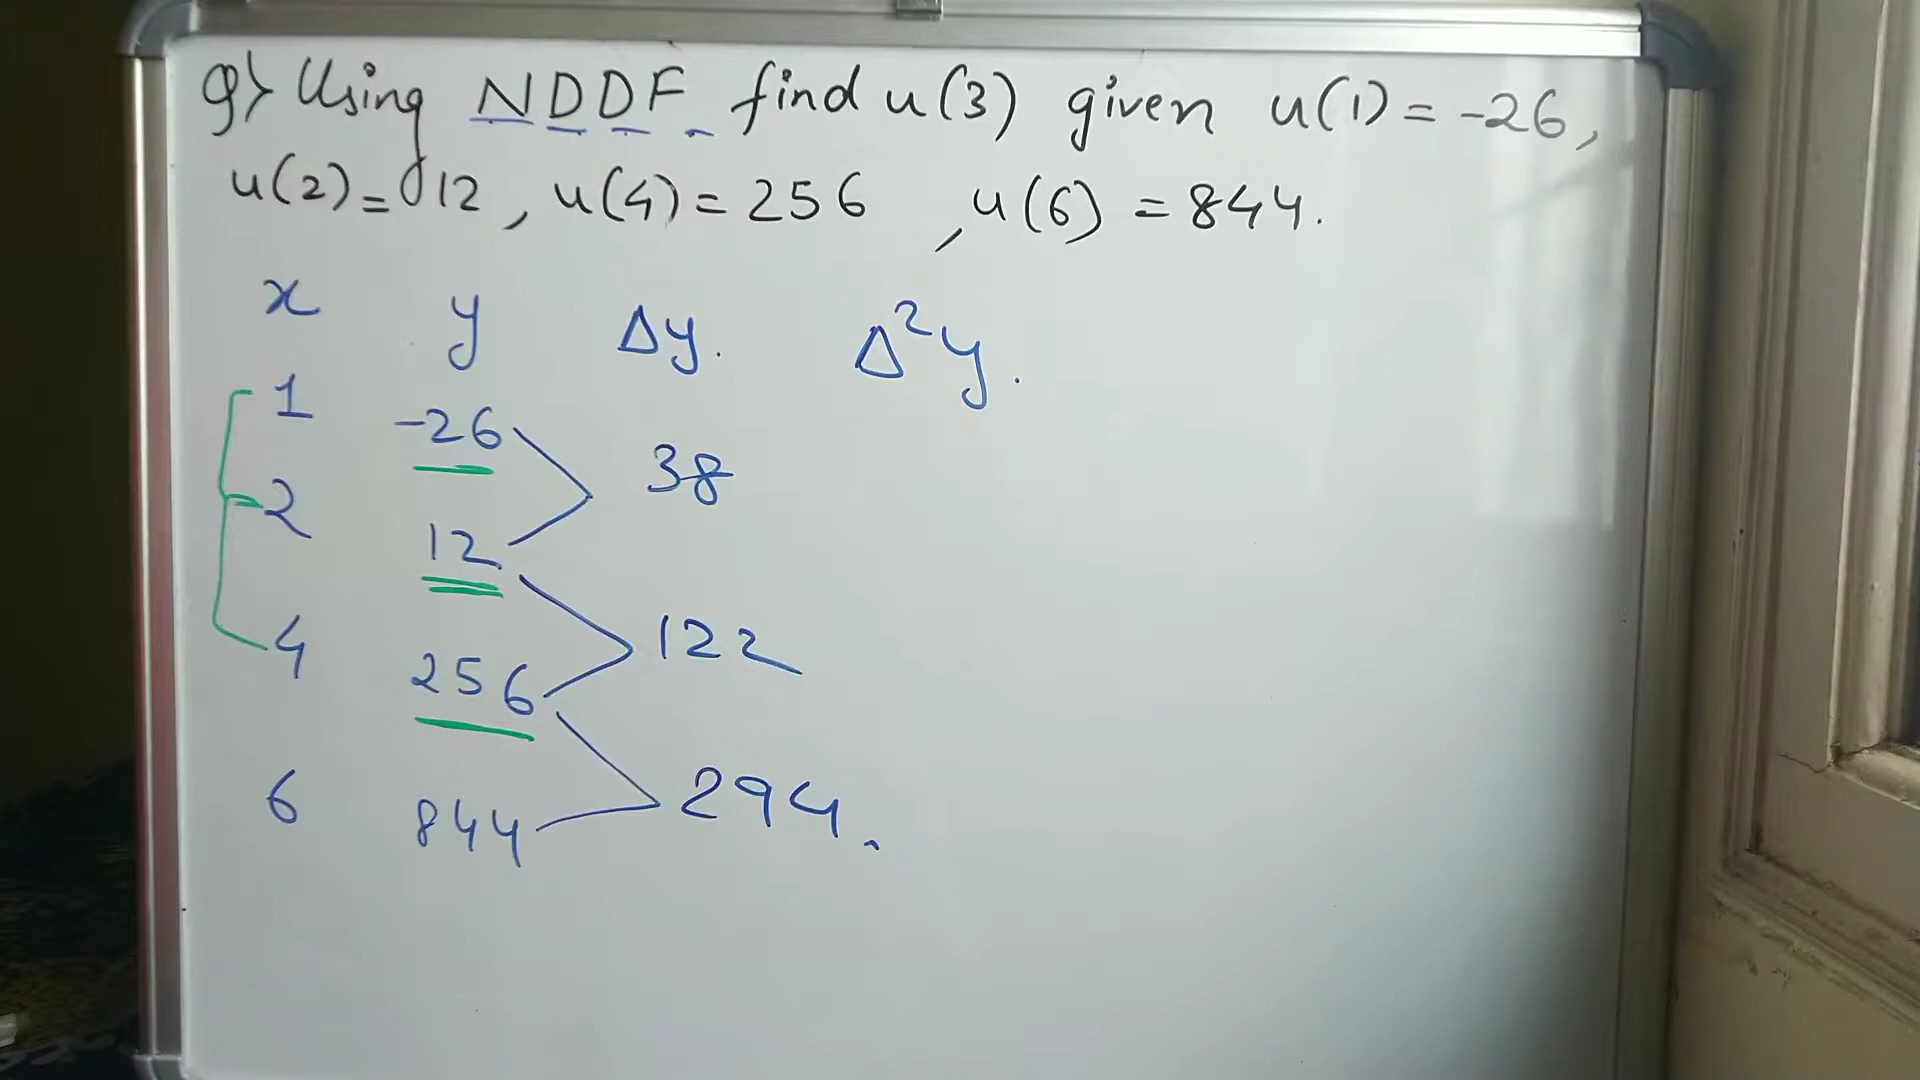 Q) Using NDDF find u(3) given u(1) = -26,
u(2) = 12, u(4) = 256, u(6) = 844.
x y Δy. Δ²y.
1 -26
38
2 12
122
4 256
294.
6 844